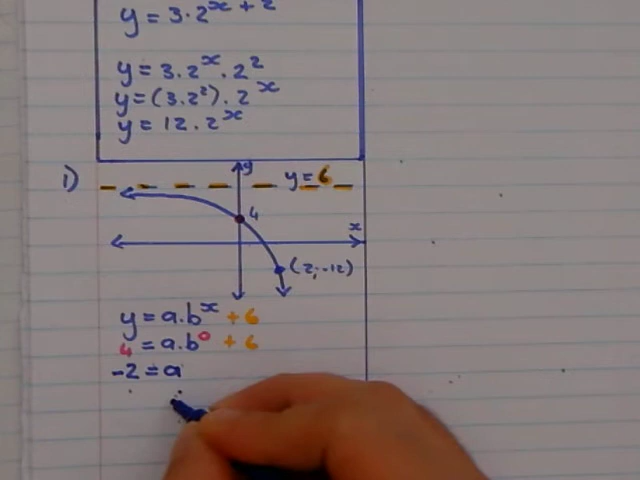 y = 3·2^(x + 2)
y = 3·2^x · 2^2
y = (3·2^2) · 2^x
y = 12·2^x
1)
y
y = 6
4
x
(2;-12)
y = a.b^x + 6
4 = a.b^0 + 6
-2 = a